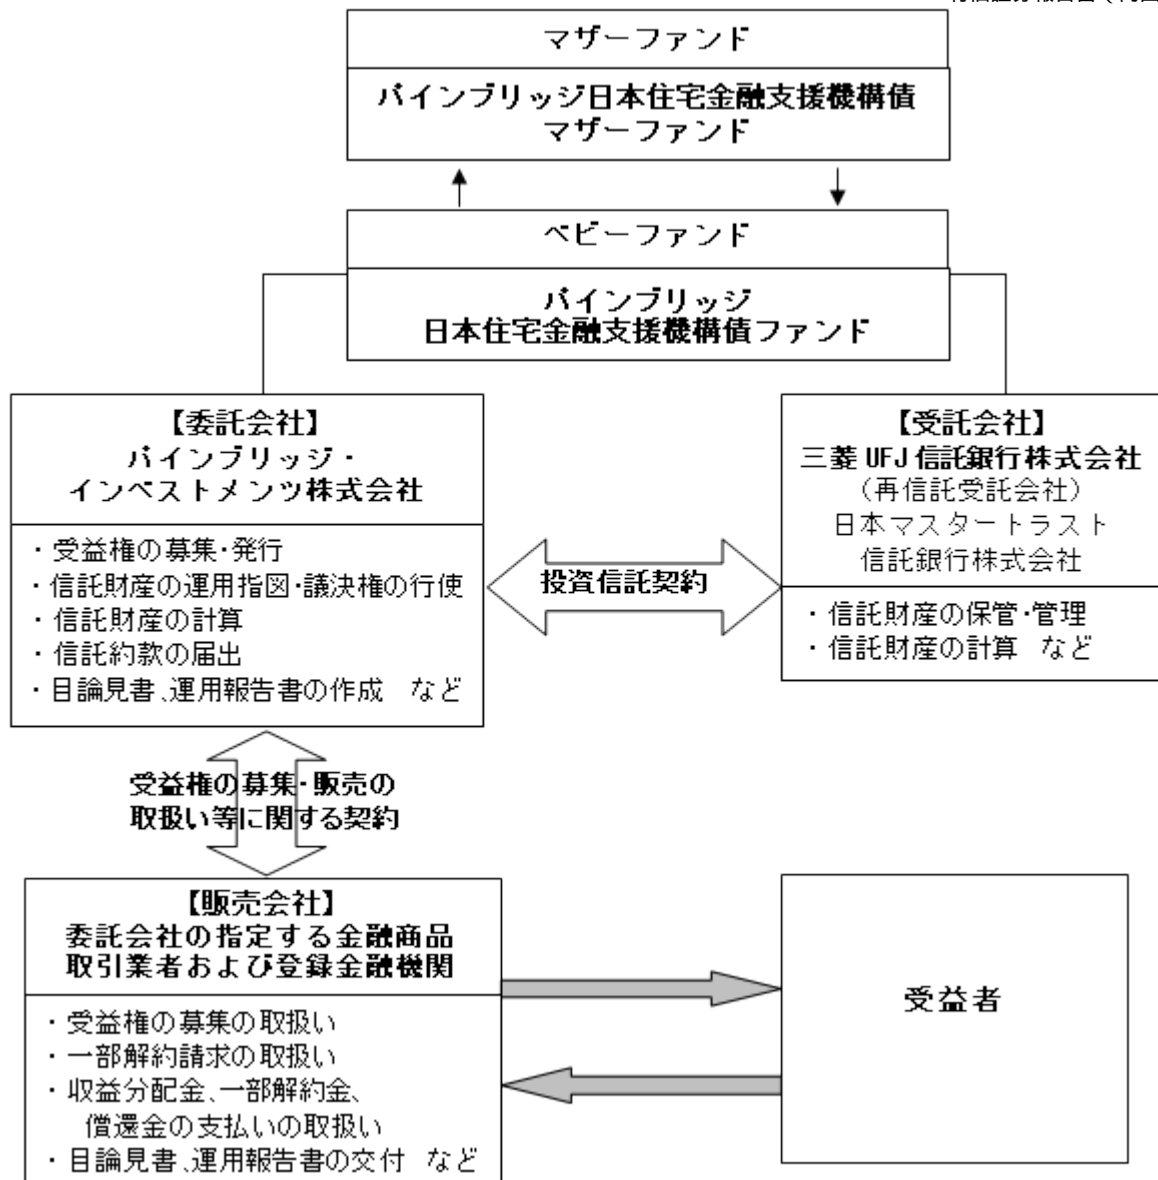 マザーファンド
パインブリッジ日本住宅金融支援機構債
マザーファンド
ベビーファンド
パインブリッジ
日本住宅金融支援機構債ファンド
【委託会社】
パインブリッジ・
インベストメンツ株式会社
・受益権の募集・発行
・信託財産の運用指図・議決権の行使
・信託財産の計算
・信託約款の届出
・目論見書、運用報告書の作成　など
投資信託契約
【受託会社】
三菱UFJ信託銀行株式会社
（再信託受託会社）
日本マスタートラスト
信託銀行株式会社
・信託財産の保管・管理
・信託財産の計算　など
受益権の募集・販売の
取扱い等に関する契約
【販売会社】
委託会社の指定する金融商品
取引業者および登録金融機関
・受益権の募集の取扱い
・一部解約請求の取扱い
・収益分配金、一部解約金、
償還金の支払いの取扱い
・目論見書、運用報告書の交付　など
受益者